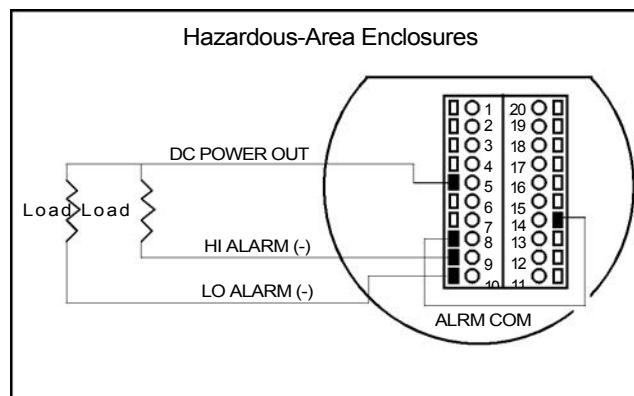 Hazardous-Area Enclosures
1 20
2 19
3 18
4 17
DC POWER OUT
5 16
6 15
Load Load
7 14
8 13
HI ALARM (-)
9 12
10 11
LO ALARM (-)
ALRM COM